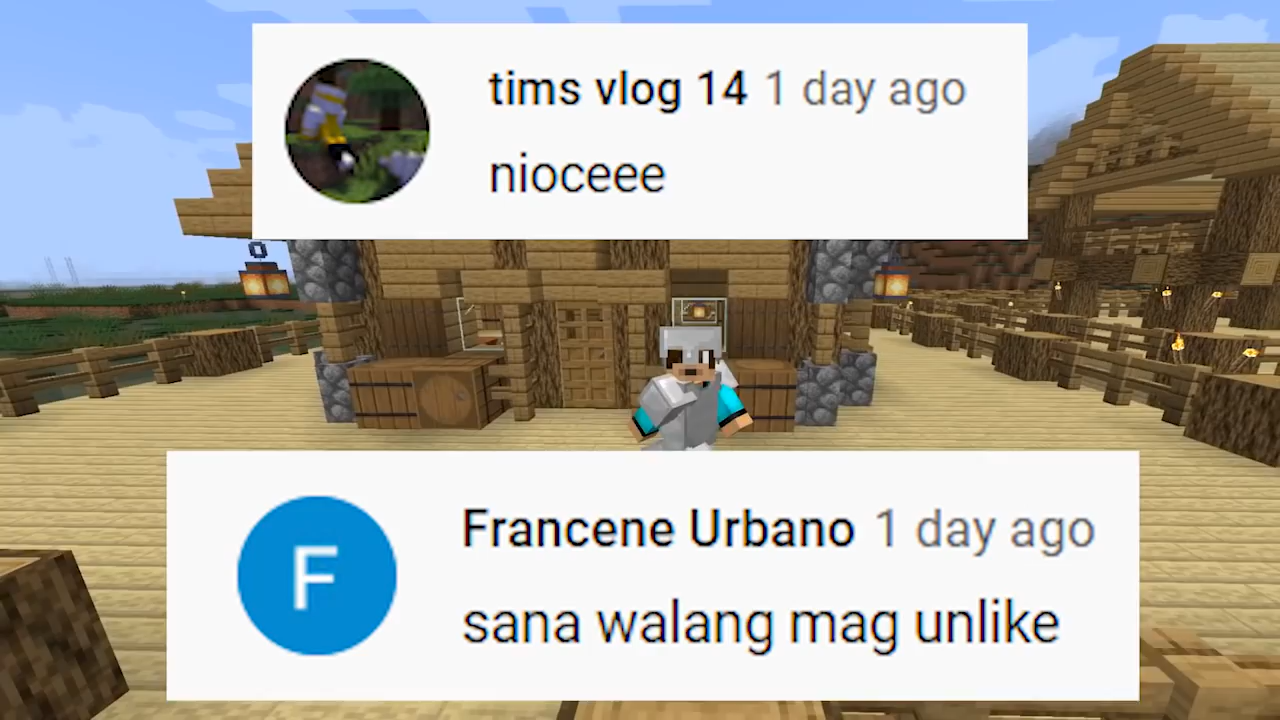 tims vlog 14 1 day ago
nioceee
F
Francene Urbano 1 day ago
sana walang mag unlike